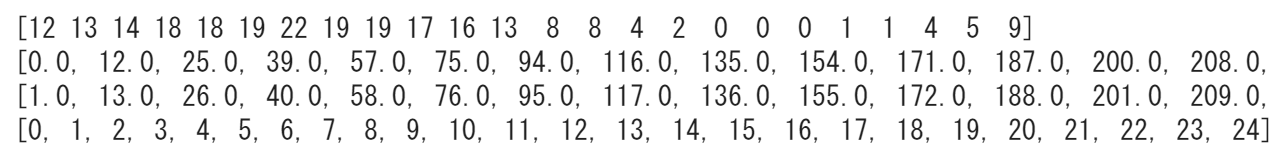 [12 13 14 18 18 19 22 19 19 17 16 13  8  8  4  2  0  0  0  1  1  4  5  9]
[0.0, 12.0, 25.0, 39.0, 57.0, 75.0, 94.0, 116.0, 135.0, 154.0, 171.0, 187.0, 200.0, 208.0,
[1.0, 13.0, 26.0, 40.0, 58.0, 76.0, 95.0, 117.0, 136.0, 155.0, 172.0, 188.0, 201.0, 209.0,
[0, 1, 2, 3, 4, 5, 6, 7, 8, 9, 10, 11, 12, 13, 14, 15, 16, 17, 18, 19, 20, 21, 22, 23, 24]